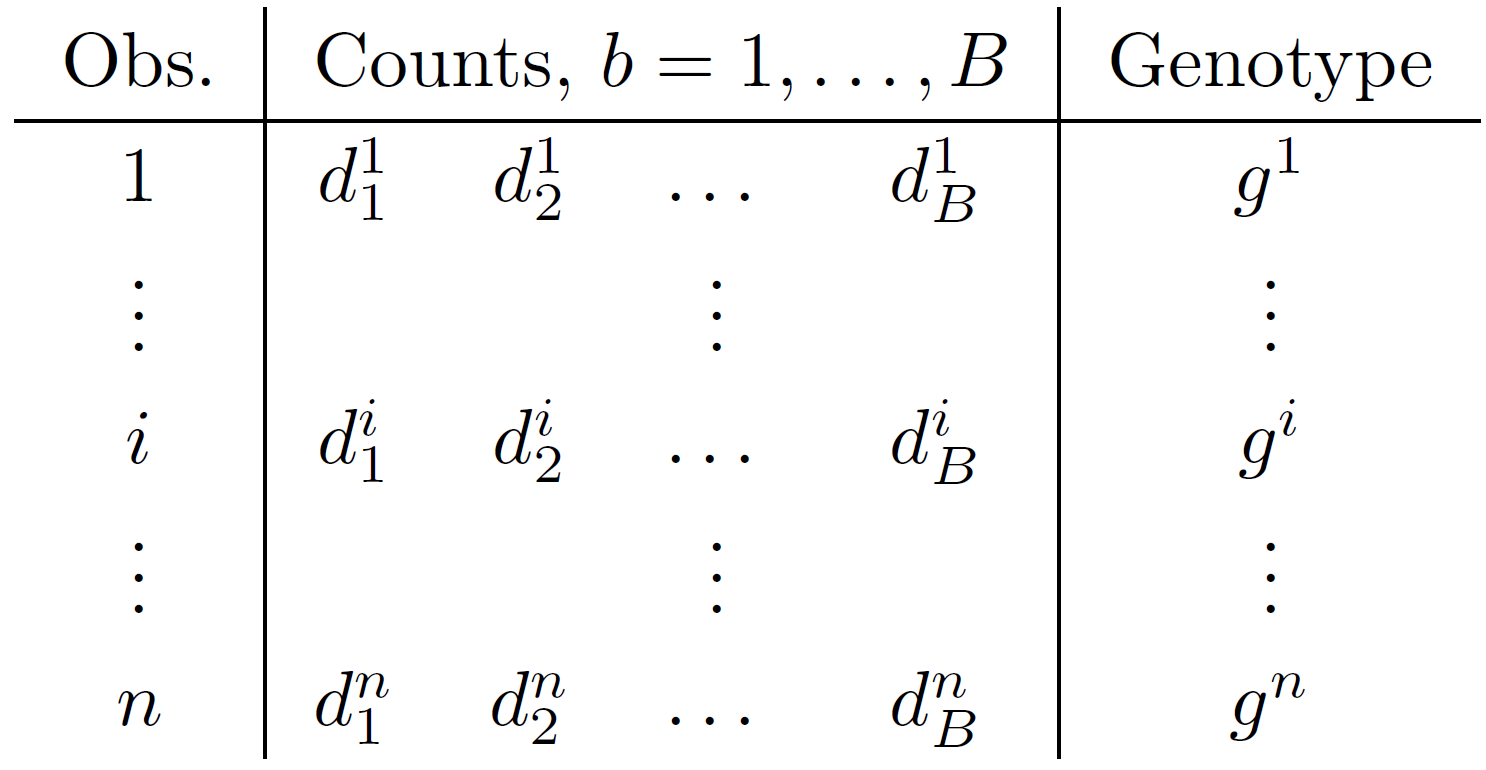 Obs. Counts, b = 1, . . . , B Genotype
1 d_1^1 d_2^1 . . . d_B^1 g^1
⋮ ⋮ ⋮
i d_1^i d_2^i . . . d_B^i g^i
⋮ ⋮ ⋮
n d_1^n d_2^n . . . d_B^n g^n